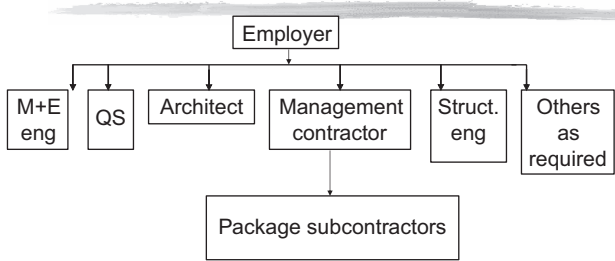 Employer
M+E
eng
QS
Architect
Management
contractor
Struct.
eng
Others
as
required
Package subcontractors